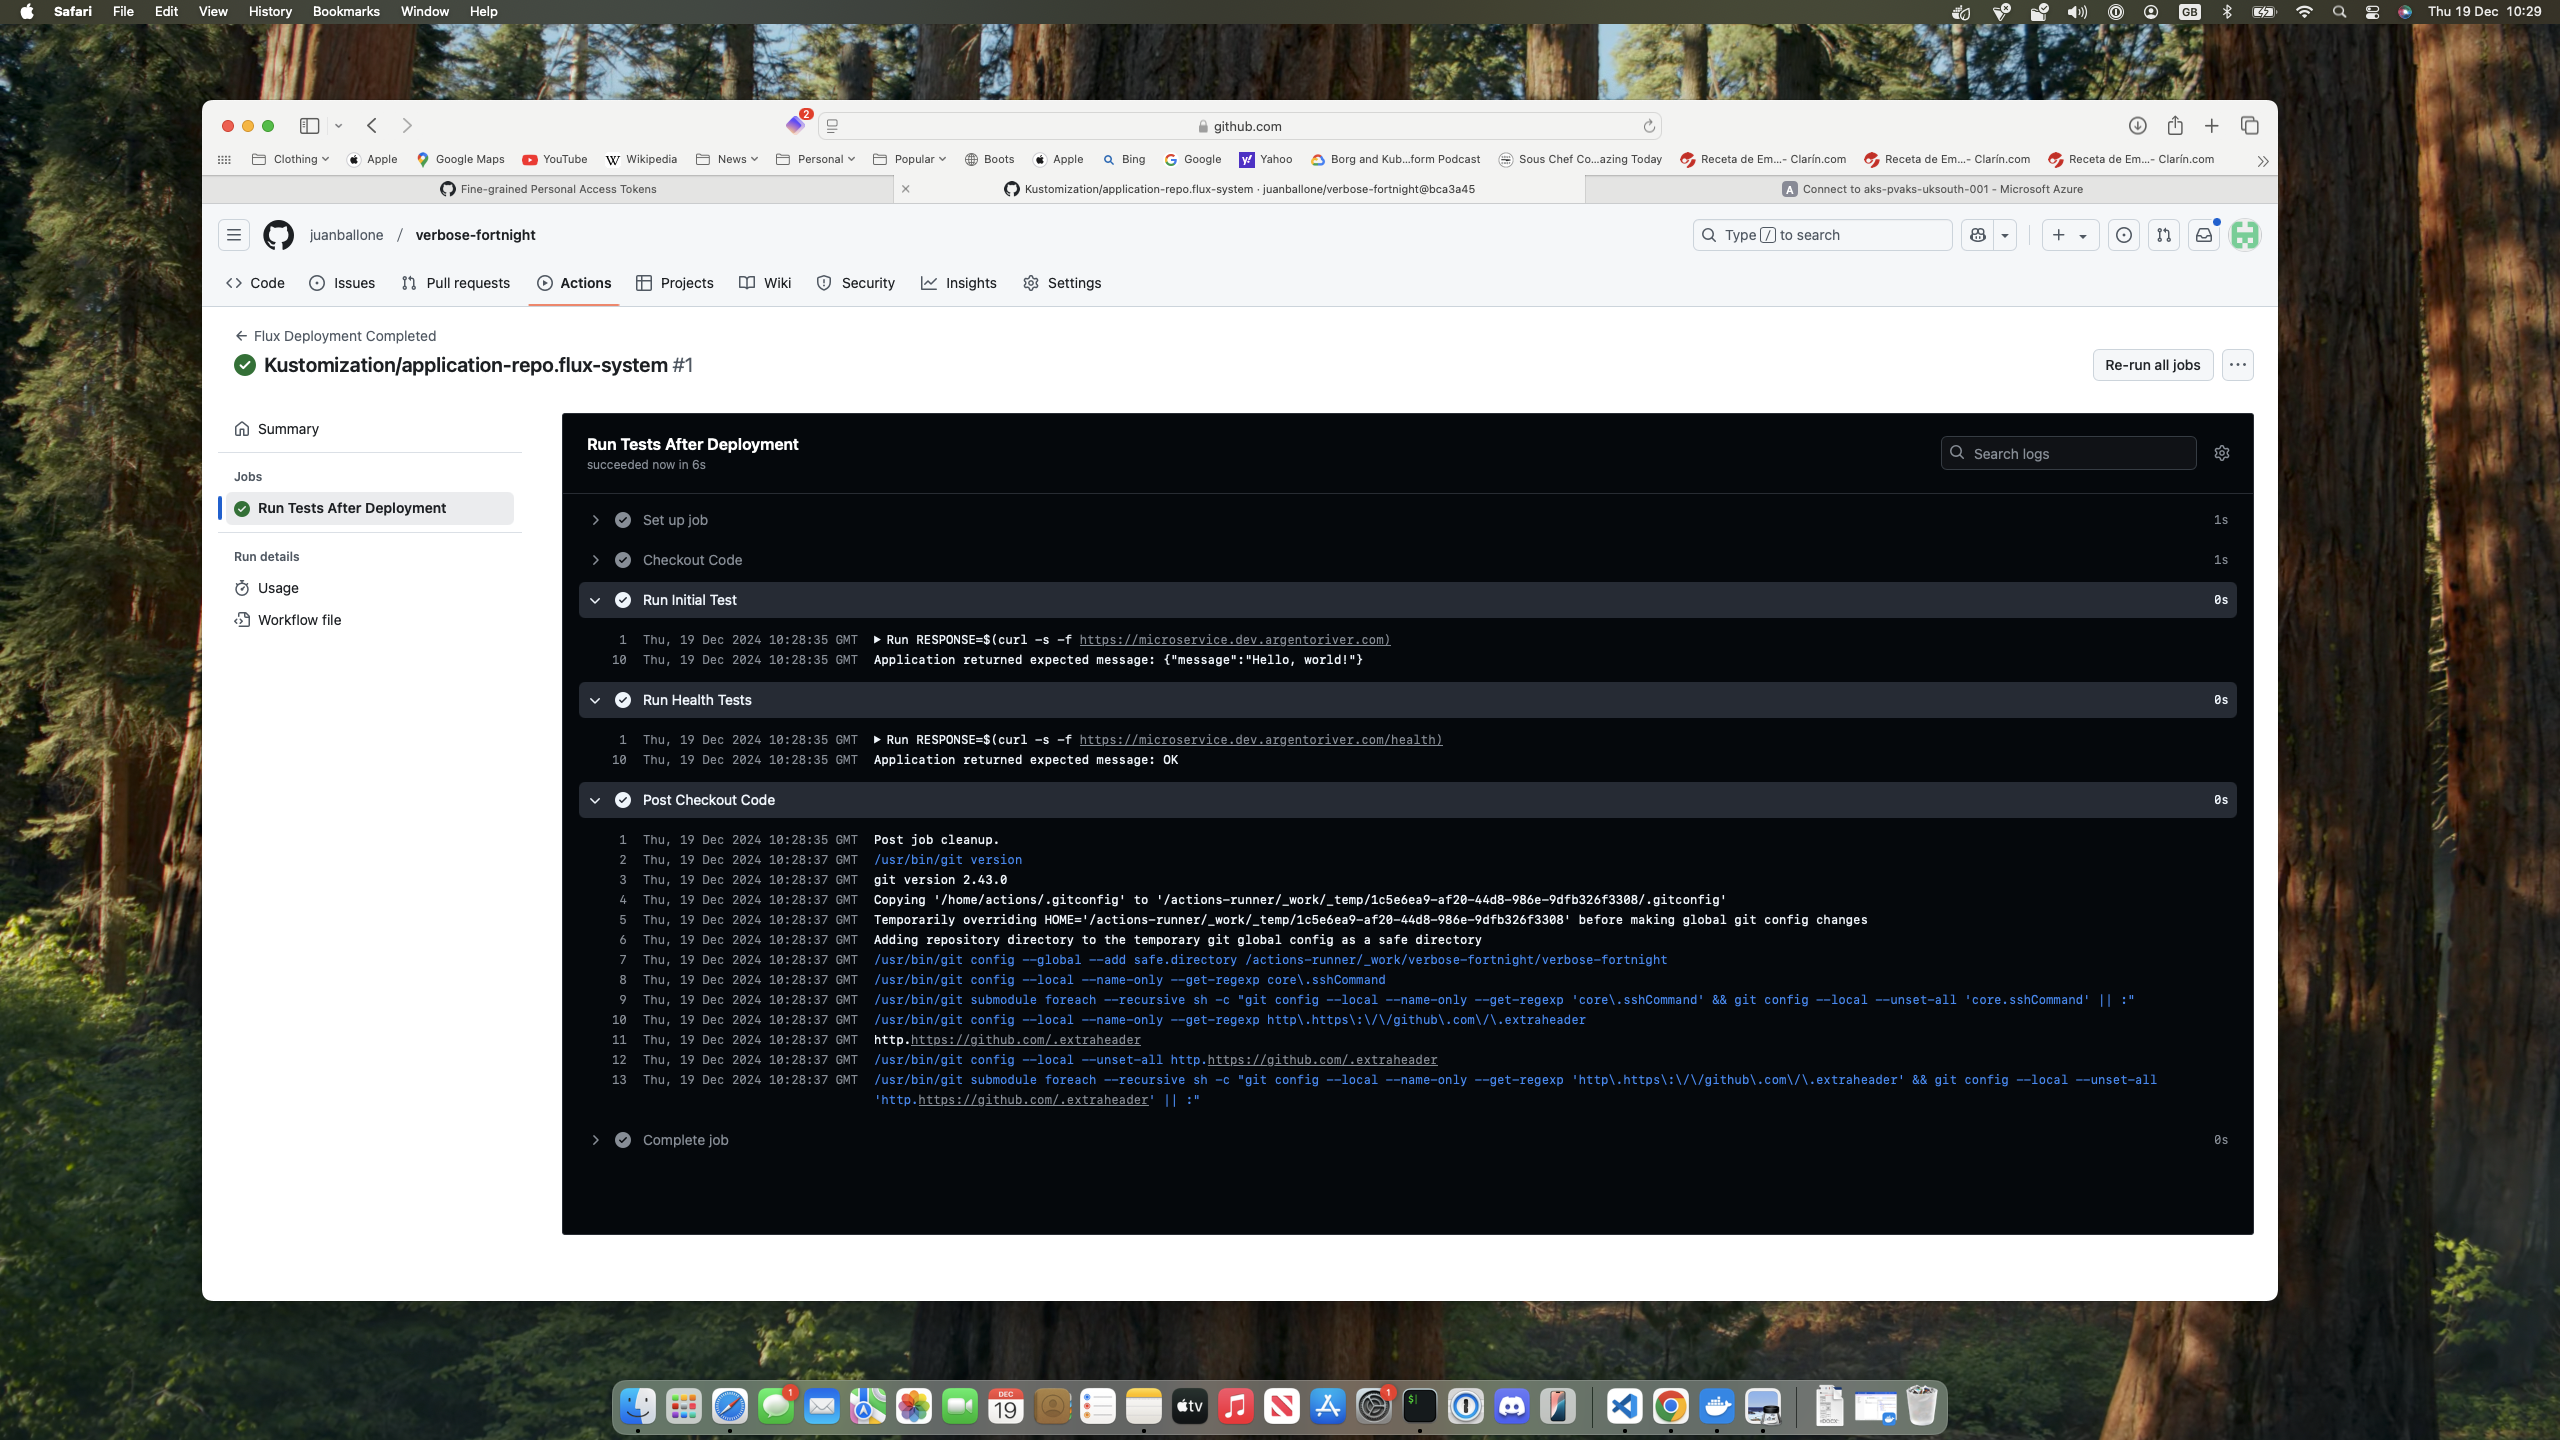 Safari File Edit View History Bookmarks Window Help GB Thu 19 Dec 10:29
2 github.com
Clothing Apple Google Maps YouTube W Wikipedia News Personal Popular Boots Apple Bing Google Yahoo Borg and Kub...form Podcast Sous Chef Co...azing Today Receta de Em...- Clarín.com Receta de Em...- Clarín.com Receta de Em...- Clarín.com
Fine-grained Personal Access Tokens Kustomization/application-repo.flux-system · juanballone/verbose-fortnight@bca3a45 A Connect to aks-pvaks-uksouth-001 - Microsoft Azure
juanballone / verbose-fortnight Type / to search
Code Issues Pull requests Actions Projects Wiki Security Insights Settings
Flux Deployment Completed
Kustomization/application-repo.flux-system #1 Re-run all jobs
Summary
Jobs
Run Tests After Deployment
Run details
Usage
Workflow file
Run Tests After Deployment
succeeded now in 6s
Search logs
Set up job 1s
Checkout Code 1s
Run Initial Test 0s
1 Thu, 19 Dec 2024 10:28:35 GMT Run RESPONSE=$(curl -s -f https://microservice.dev.argentoriver.com)
10 Thu, 19 Dec 2024 10:28:35 GMT Application returned expected message: {"message":"Hello, world!"}
Run Health Tests 0s
1 Thu, 19 Dec 2024 10:28:35 GMT Run RESPONSE=$(curl -s -f https://microservice.dev.argentoriver.com/health)
10 Thu, 19 Dec 2024 10:28:35 GMT Application returned expected message: OK
Post Checkout Code 0s
1 Thu, 19 Dec 2024 10:28:35 GMT Post job cleanup.
2 Thu, 19 Dec 2024 10:28:37 GMT /usr/bin/git version
3 Thu, 19 Dec 2024 10:28:37 GMT git version 2.43.0
4 Thu, 19 Dec 2024 10:28:37 GMT Copying '/home/actions/.gitconfig' to '/actions-runner/_work/_temp/1c5e6ea9-af20-44d8-986e-9dfb326f3308/.gitconfig'
5 Thu, 19 Dec 2024 10:28:37 GMT Temporarily overriding HOME='/actions-runner/_work/_temp/1c5e6ea9-af20-44d8-986e-9dfb326f3308' before making global git config changes
6 Thu, 19 Dec 2024 10:28:37 GMT Adding repository directory to the temporary git global config as a safe directory
7 Thu, 19 Dec 2024 10:28:37 GMT /usr/bin/git config --global --add safe.directory /actions-runner/_work/verbose-fortnight/verbose-fortnight
8 Thu, 19 Dec 2024 10:28:37 GMT /usr/bin/git config --local --name-only --get-regexp core\.sshCommand
9 Thu, 19 Dec 2024 10:28:37 GMT /usr/bin/git submodule foreach --recursive sh -c "git config --local --name-only --get-regexp 'core\.sshCommand' && git config --local --unset-all 'core.sshCommand' || :"
10 Thu, 19 Dec 2024 10:28:37 GMT /usr/bin/git config --local --name-only --get-regexp http\.https\:\/\/github\.com\/\.extraheader
11 Thu, 19 Dec 2024 10:28:37 GMT http.https://github.com/.extraheader
12 Thu, 19 Dec 2024 10:28:37 GMT /usr/bin/git config --local --unset-all http.https://github.com/.extraheader
13 Thu, 19 Dec 2024 10:28:37 GMT /usr/bin/git submodule foreach --recursive sh -c "git config --local --name-only --get-regexp 'http\.https\:\/\/github\.com\/\.extraheader' && git config --local --unset-all
'http.https://github.com/.extraheader' || :"
Complete job 0s
1 DEC 19 tv 1 $ DOCX